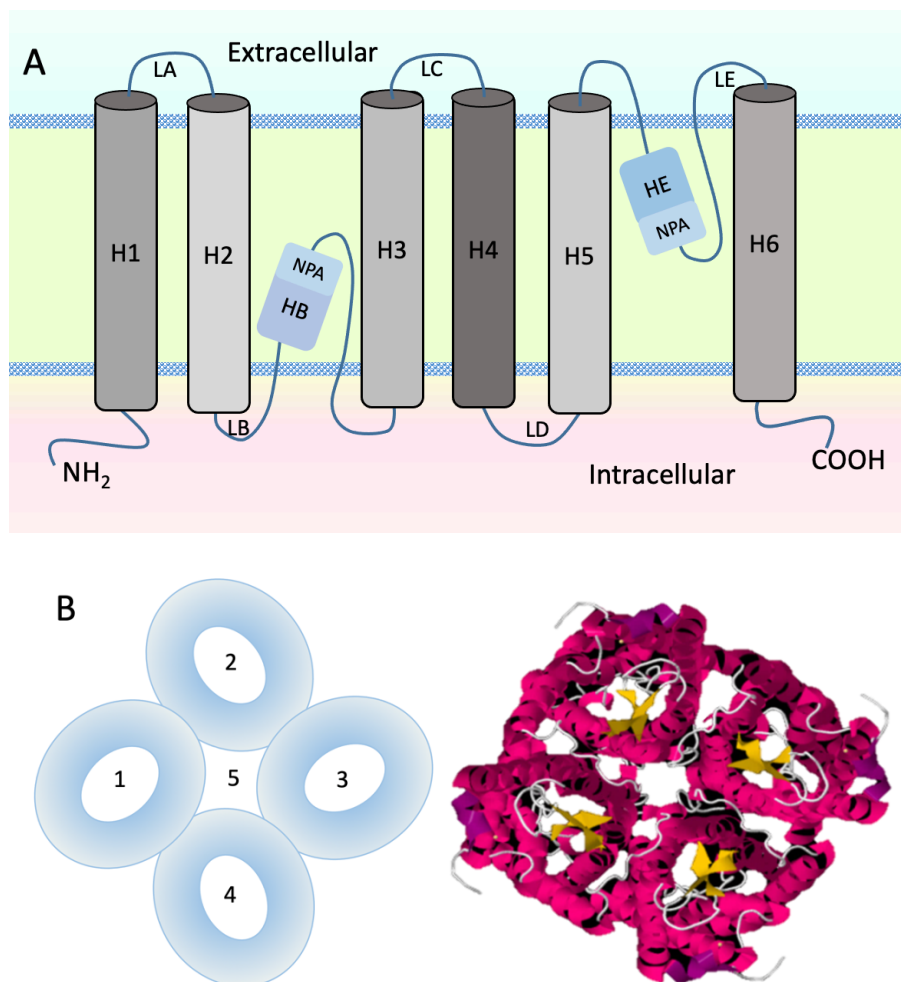 A
Extracellular
LA
LC
LE
H1
H2
NPA
HB
H3
H4
H5
HE
NPA
H6
LB
LD
NH₂
Intracellular
COOH
B
2
1
5
3
4